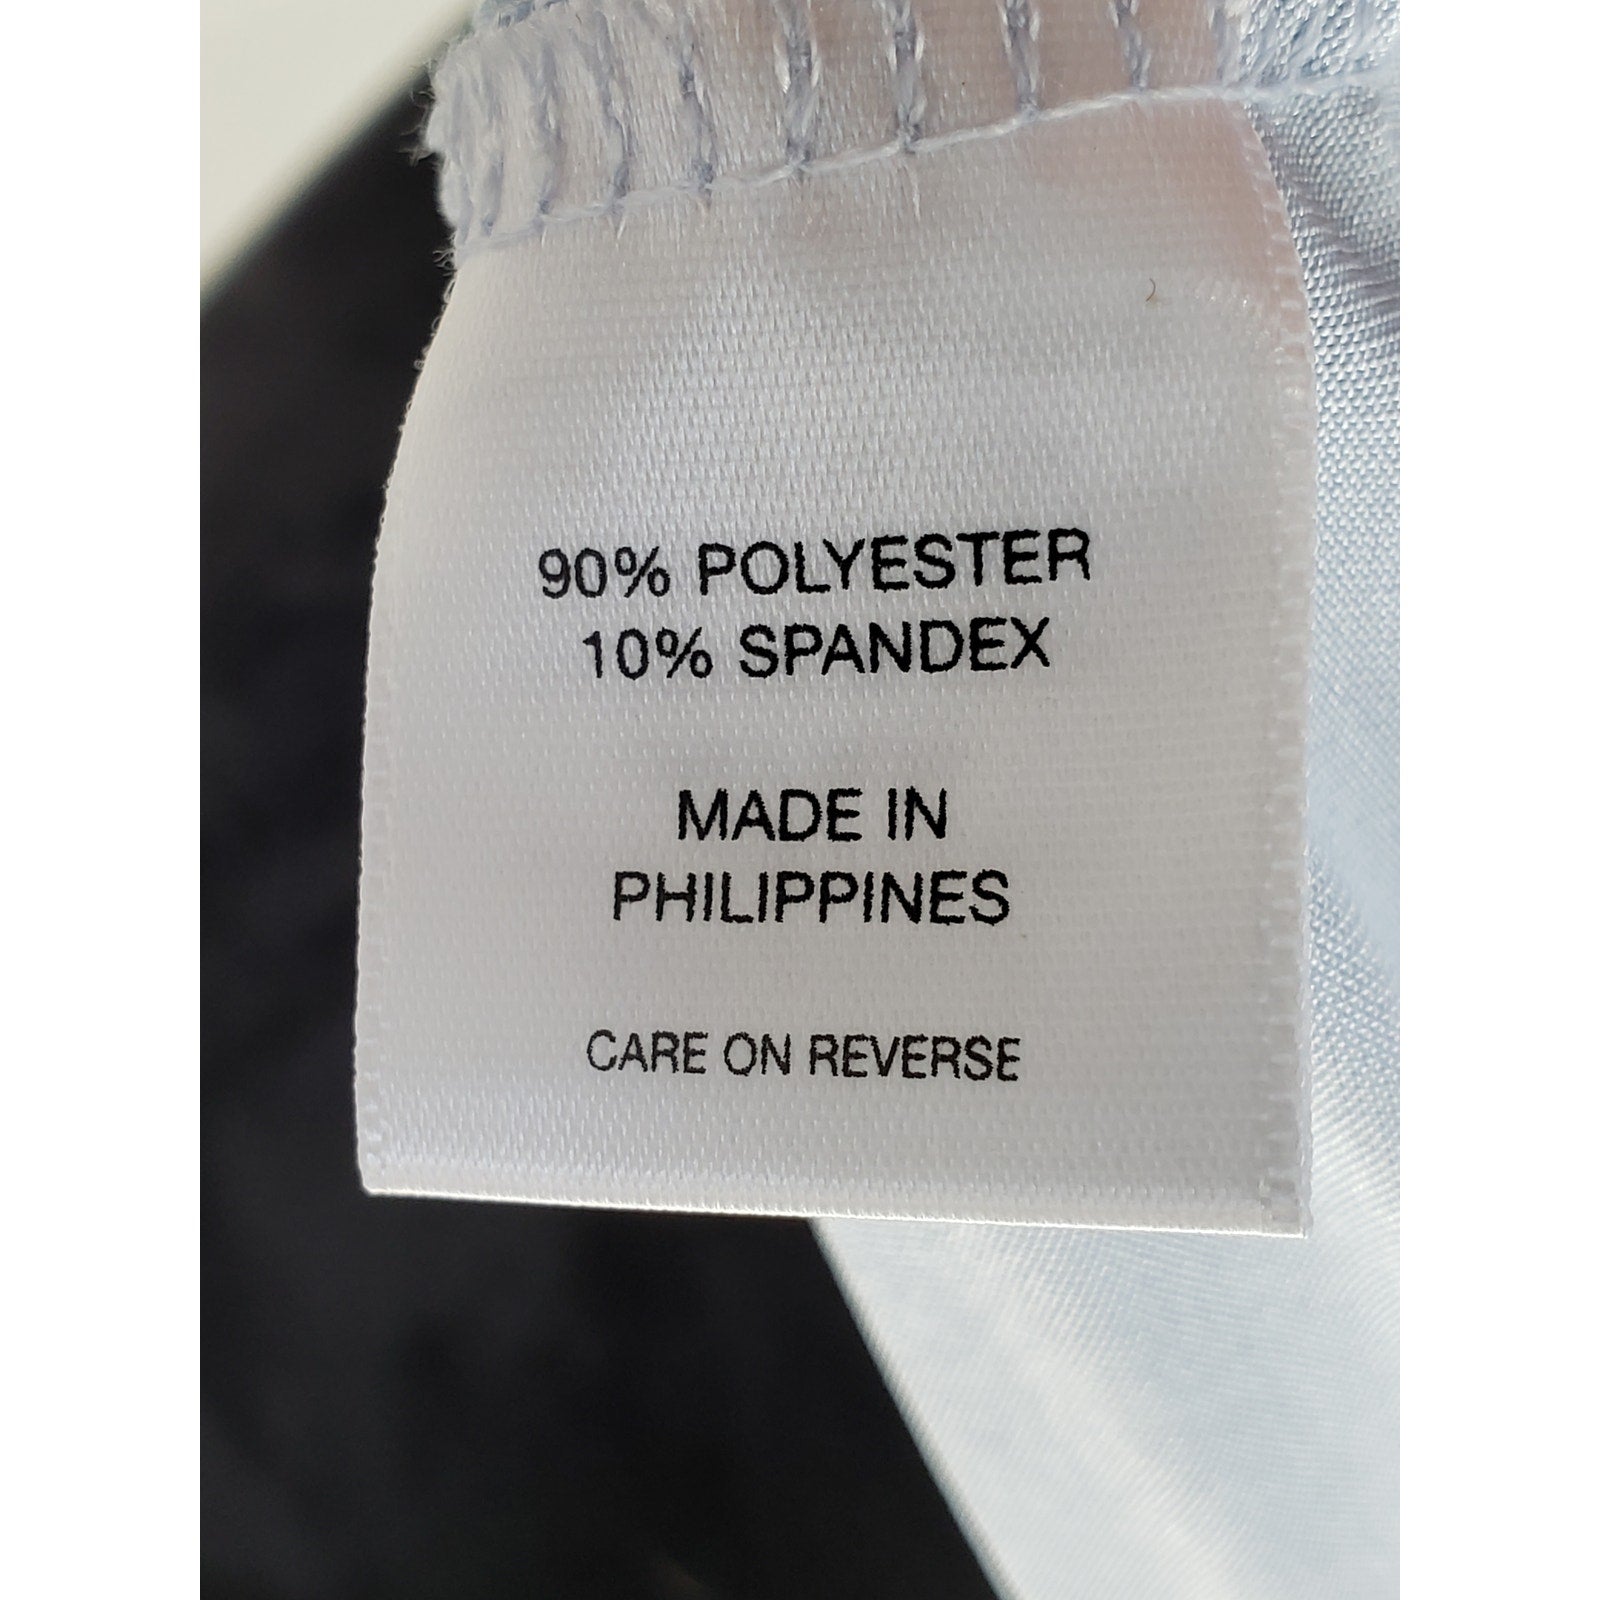 90% POLYESTER
10% SPANDEX
MADE IN
PHILIPPINES
CARE ON REVERSE